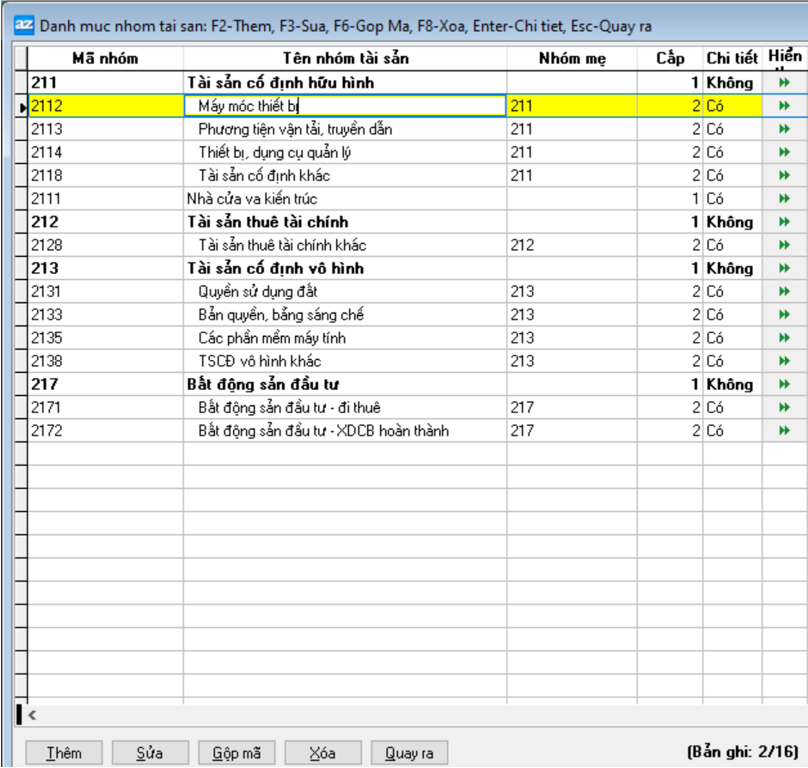 az Danh muc nhom tai san: F2-Them, F3-Sua, F6-Gop Ma, F8-Xoa, Enter-Chi tiet, Esc-Quay ra
Mã nhóm Tên nhóm tài sản Nhóm mẹ Cấp Chi tiết Hiển
211 Tài sản cố định hữu hình 1 Không
2112 Máy móc thiết bị 211 2 Có
2113 Phương tiện vận tải, truyền dẫn 211 2 Có
2114 Thiết bị, dụng cụ quản lý 211 2 Có
2118 Tài sản cố định khác 211 2 Có
2111 Nhà cửa va kiến trúc 1 Có
212 Tài sản thuê tài chính 1 Không
2128 Tài sản thuê tài chính khác 212 2 Có
213 Tài sản cố định vô hình 1 Không
2131 Quyền sử dụng đất 213 2 Có
2133 Bản quyền, bằng sáng chế 213 2 Có
2135 Các phần mềm máy tính 213 2 Có
2138 TSCĐ vô hình khác 213 2 Có
217 Bất động sản đầu tư 1 Không
2171 Bất động sản đầu tư - đi thuê 217 2 Có
2172 Bất động sản đầu tư - XDCB hoàn thành 217 2 Có
Thêm Sửa Gộp mã Xóa Quay ra (Bản ghi: 2/16)